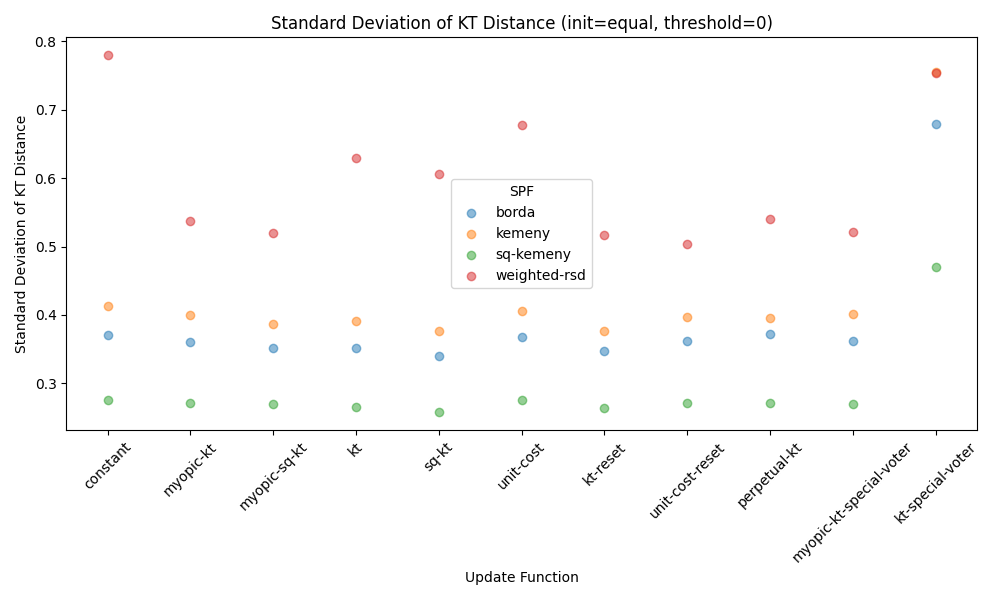 Standard Deviation of KT Distance (init=equal, threshold=0)
Standard Deviation of KT Distance
0.8
0.7
0.6
0.5
0.4
0.3
SPF
borda
kemeny
sq-kemeny
weighted-rsd
constant
myopic-kt
myopic-sq-kt
kt
sq-kt
unit-cost
kt-reset
unit-cost-reset
perpetual-kt
myopic-kt-special-voter
kt-special-voter
Update Function